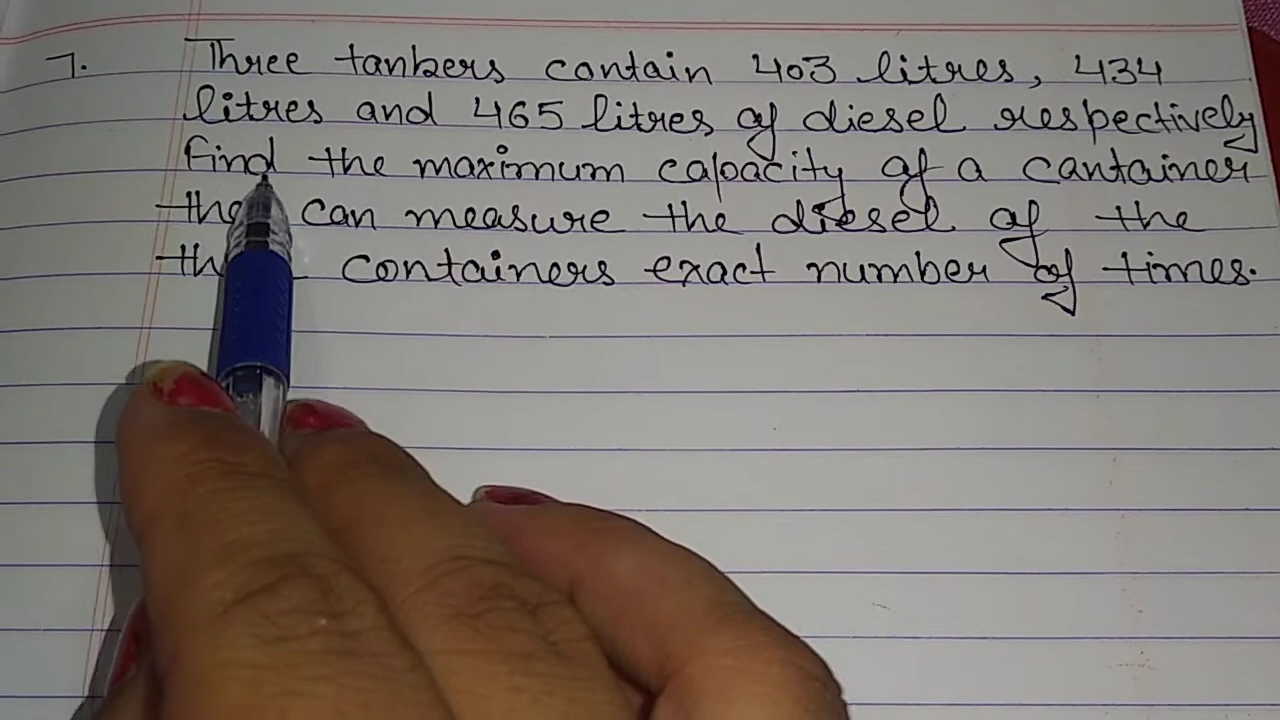 7. Three tankers contain 403 litres, 434
litres and 465 litres of diesel respectively
find the maximum capacity of a cantainer
can measure the diesel of the
containers exact number of times.